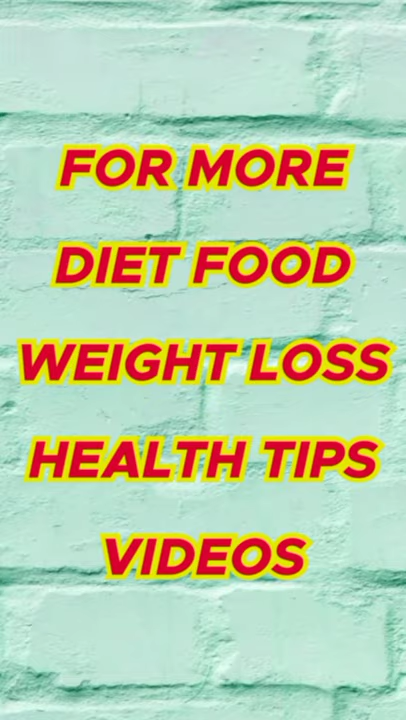 FOR MORE
DIET FOOD
WEIGHT LOSS
HEALTH TIPS
VIDEOS